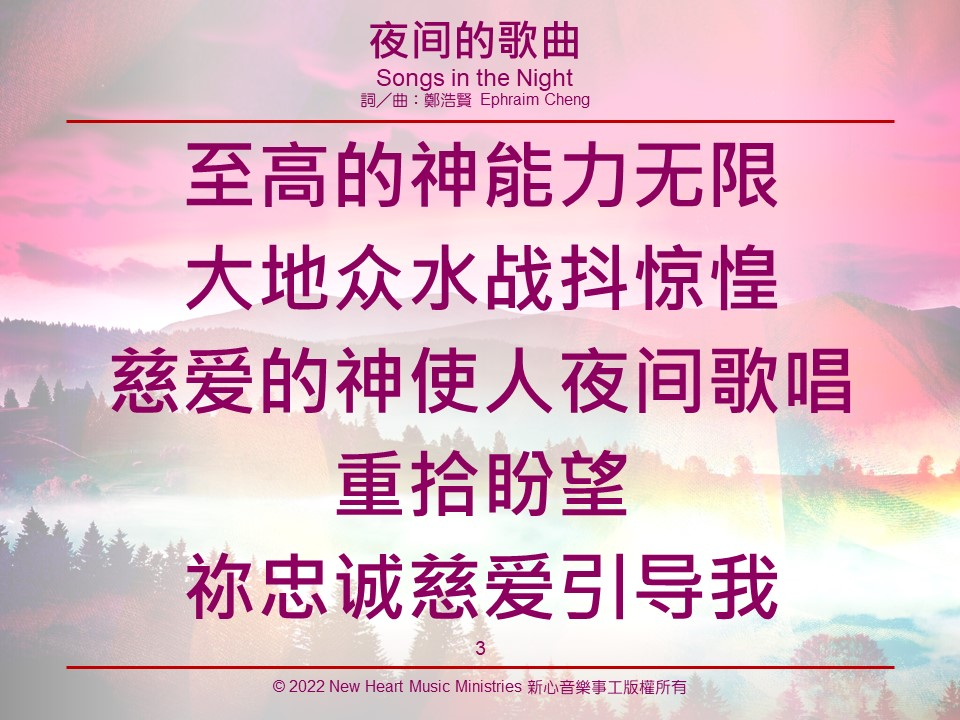 夜间的歌曲
Songs in the Night
詞／曲：鄭浩賢 Ephraim Cheng
至高的神能力无限
大地众水战抖惊惶
慈爱的神使人夜间歌唱
重拾盼望
祢忠诚慈爱引导我
3
© 2022 New Heart Music Ministries 新心音樂事工版權所有